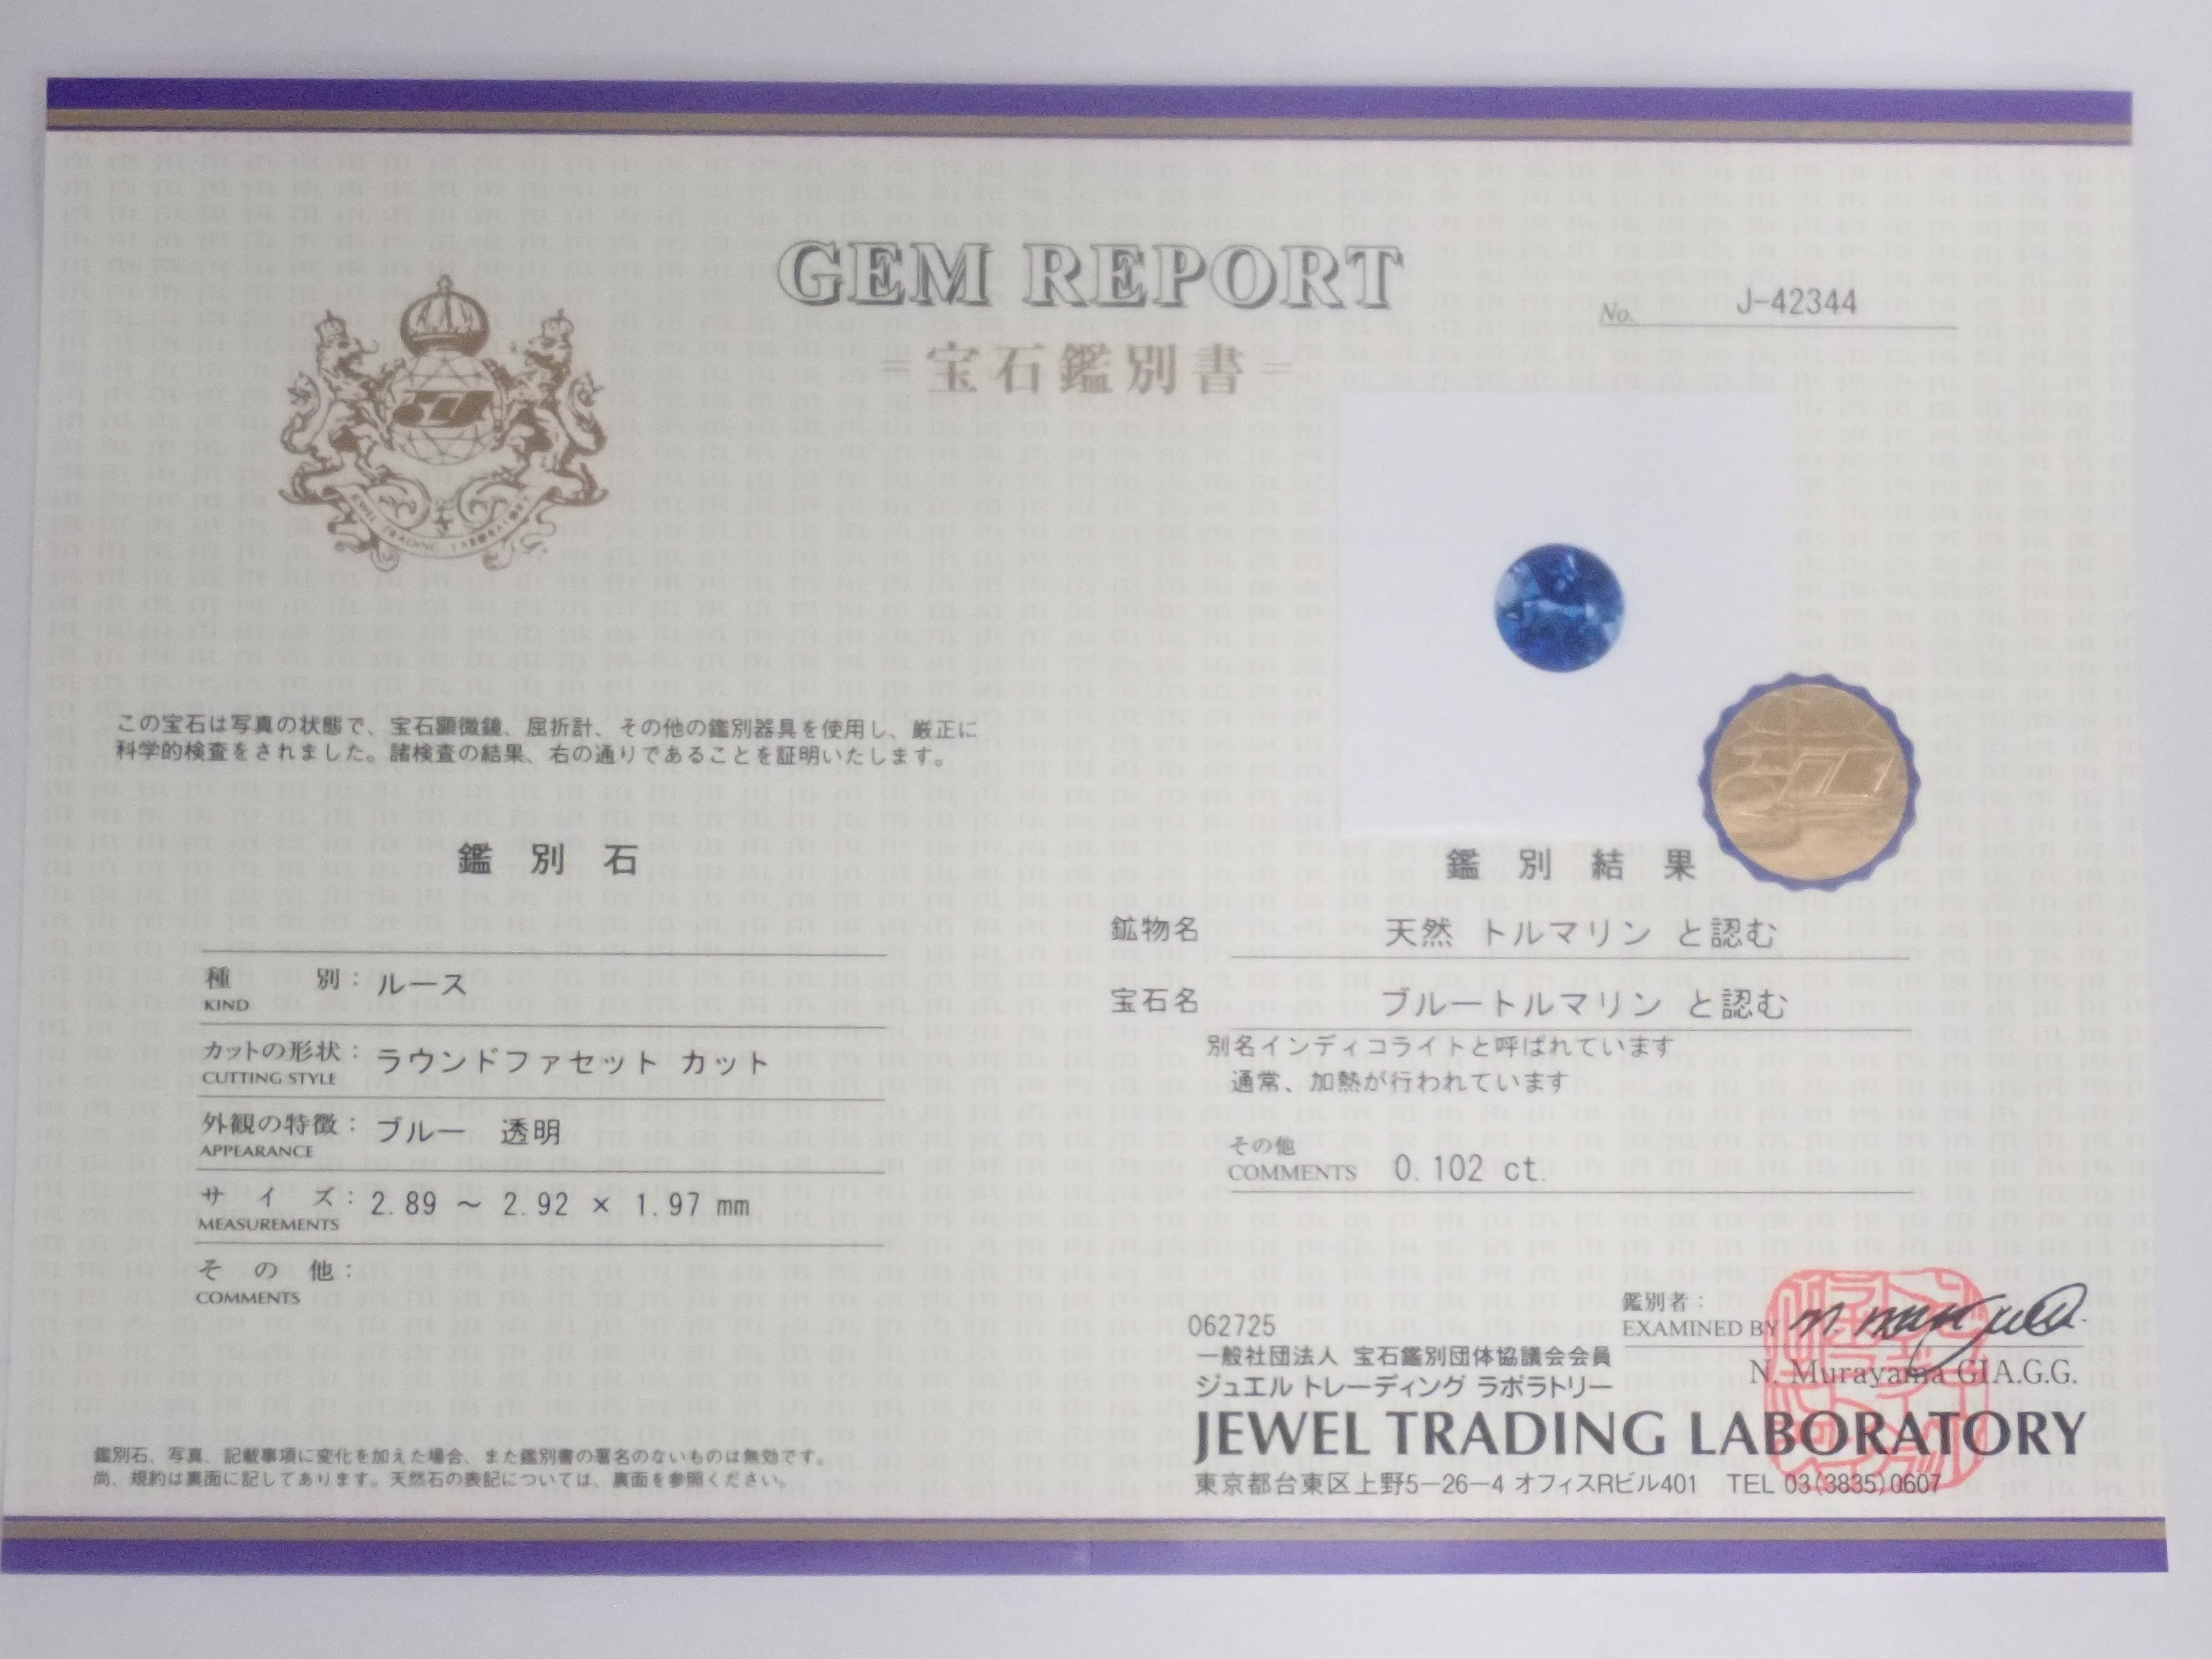 GEM REPORT
No. J-42344
=宝石鑑別書=
JEWEL TRADING LABORATORY
この宝石は写真の状態で、宝石顕微鏡、屈折計、その他の鑑別器具を使用し、厳正に
科学的検査をされました。諸検査の結果、右の通りであることを証明いたします。
鑑別石
種別: ルース
KIND
カットの形状: ラウンドファセット カット
CUTTING STYLE
外観の特徴: ブルー 透明
APPEARANCE
サイズ: 2.89 ~ 2.92 × 1.97 mm
MEASUREMENTS
その他:
COMMENTS
鑑別石、写真、記載事項に変化を加えた場合、また鑑別書の署名のないものは無効です。
尚、規約は裏面に記してあります。天然石の表記については、裏面を参照ください。
鑑別結果
鉱物名 天然 トルマリン と認む
宝石名 ブルートルマリン と認む
別名インディコライトと呼ばれています
通常、加熱が行われています
その他
COMMENTS 0.102 ct.
鑑別者:
EXAMINED BY
N. Murayama GIA.G.G.
062725
一般社団法人 宝石鑑別団体協議会会員
ジュエル トレーディング ラボラトリー
JEWEL TRADING LABORATORY
東京都台東区上野5-26-4 オフィスRビル401 TEL 03(3835)0607